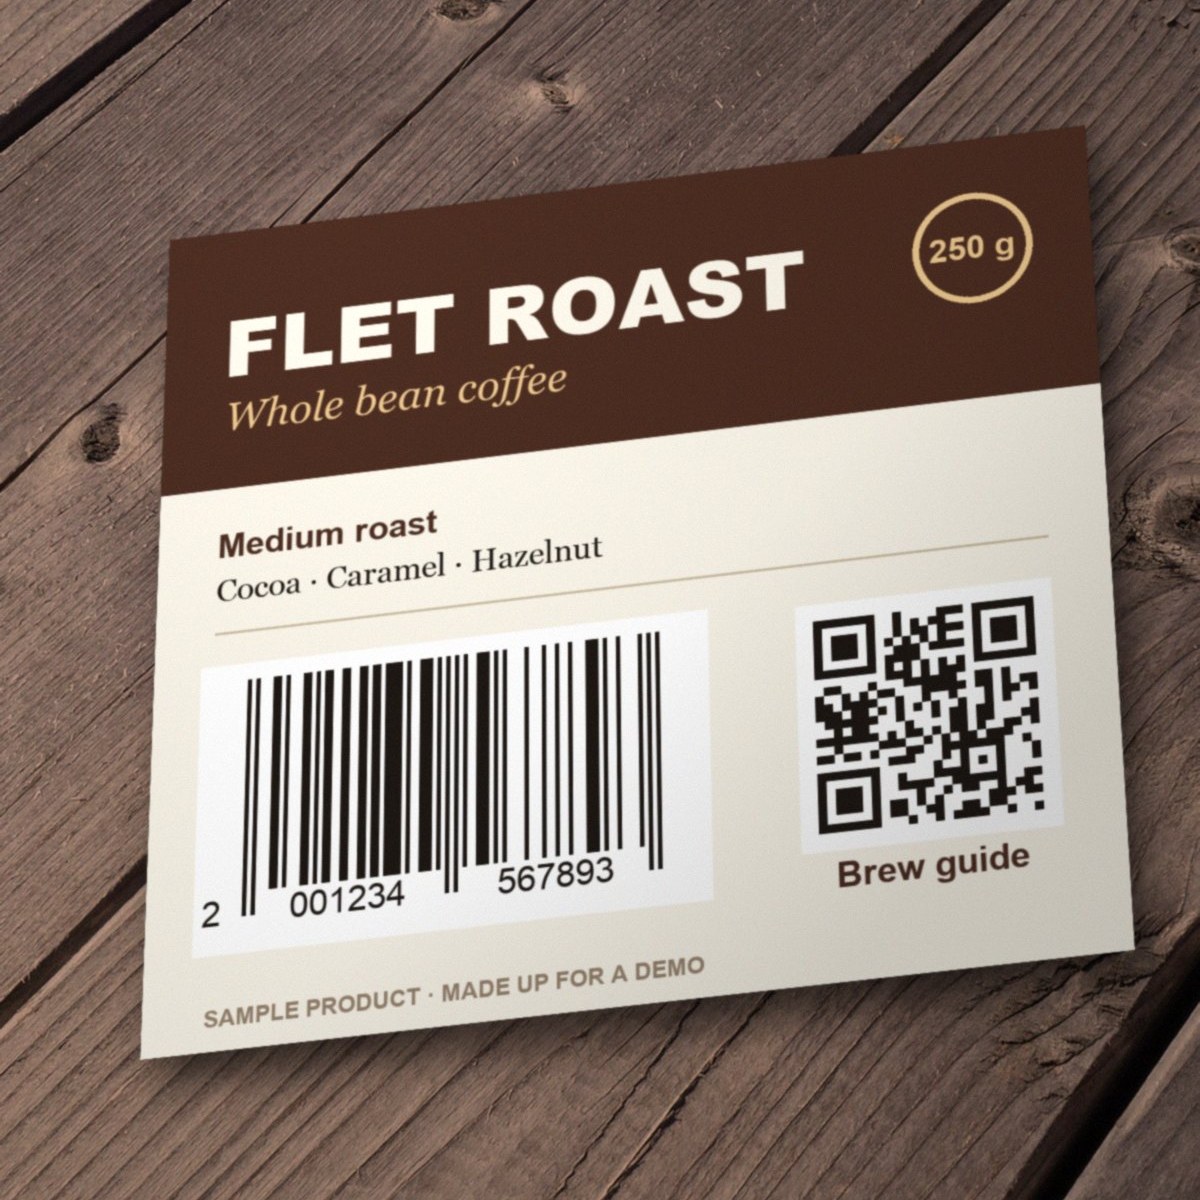 250 g
FLET ROAST
Whole bean coffee
Medium roast
Cocoa · Caramel · Hazelnut
2 001234 567893
Brew guide
SAMPLE PRODUCT · MADE UP FOR A DEMO